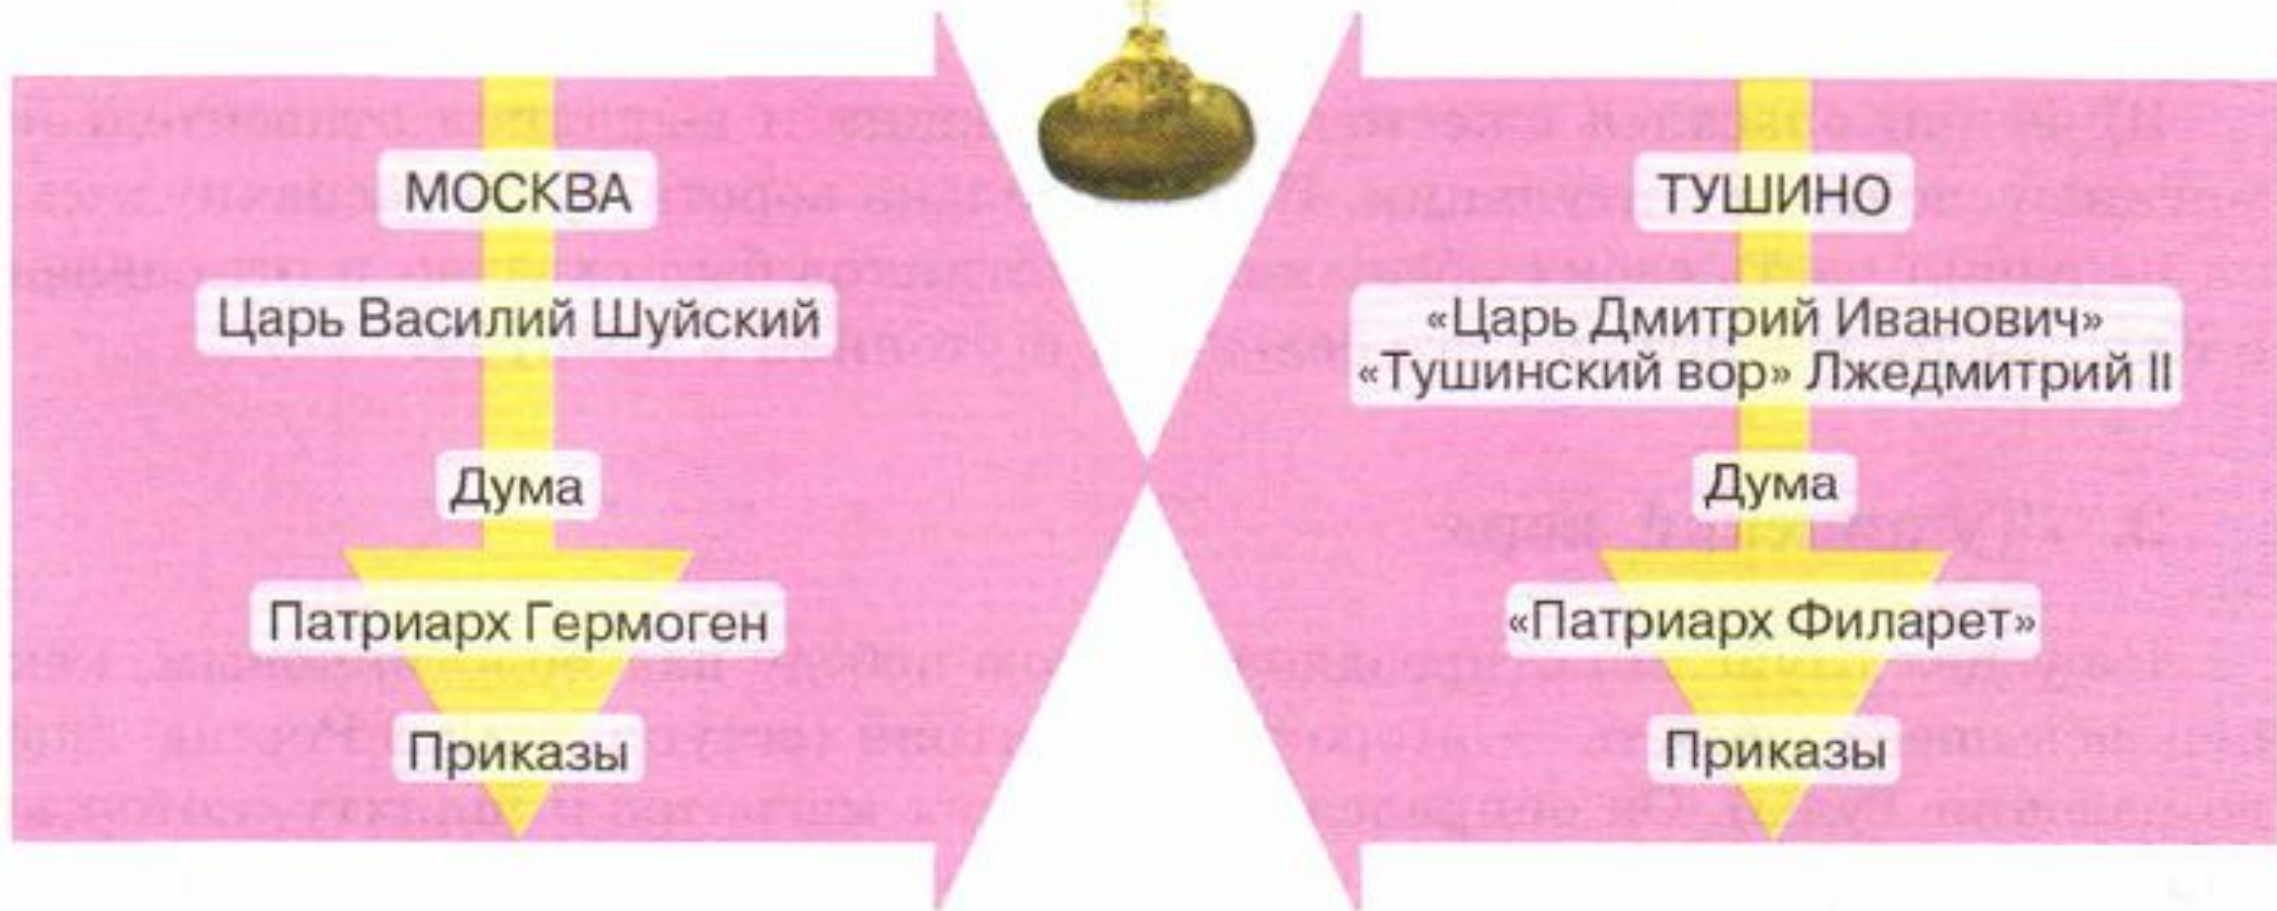 МОСКВА
Царь Василий Шуйский
Дума
Патриарх Гермоген
Приказы
ТУШИНО
«Царь Дмитрий Иванович»
«Тушинский вор» Лжедмитрий II
Дума
«Патриарх Филарет»
Приказы